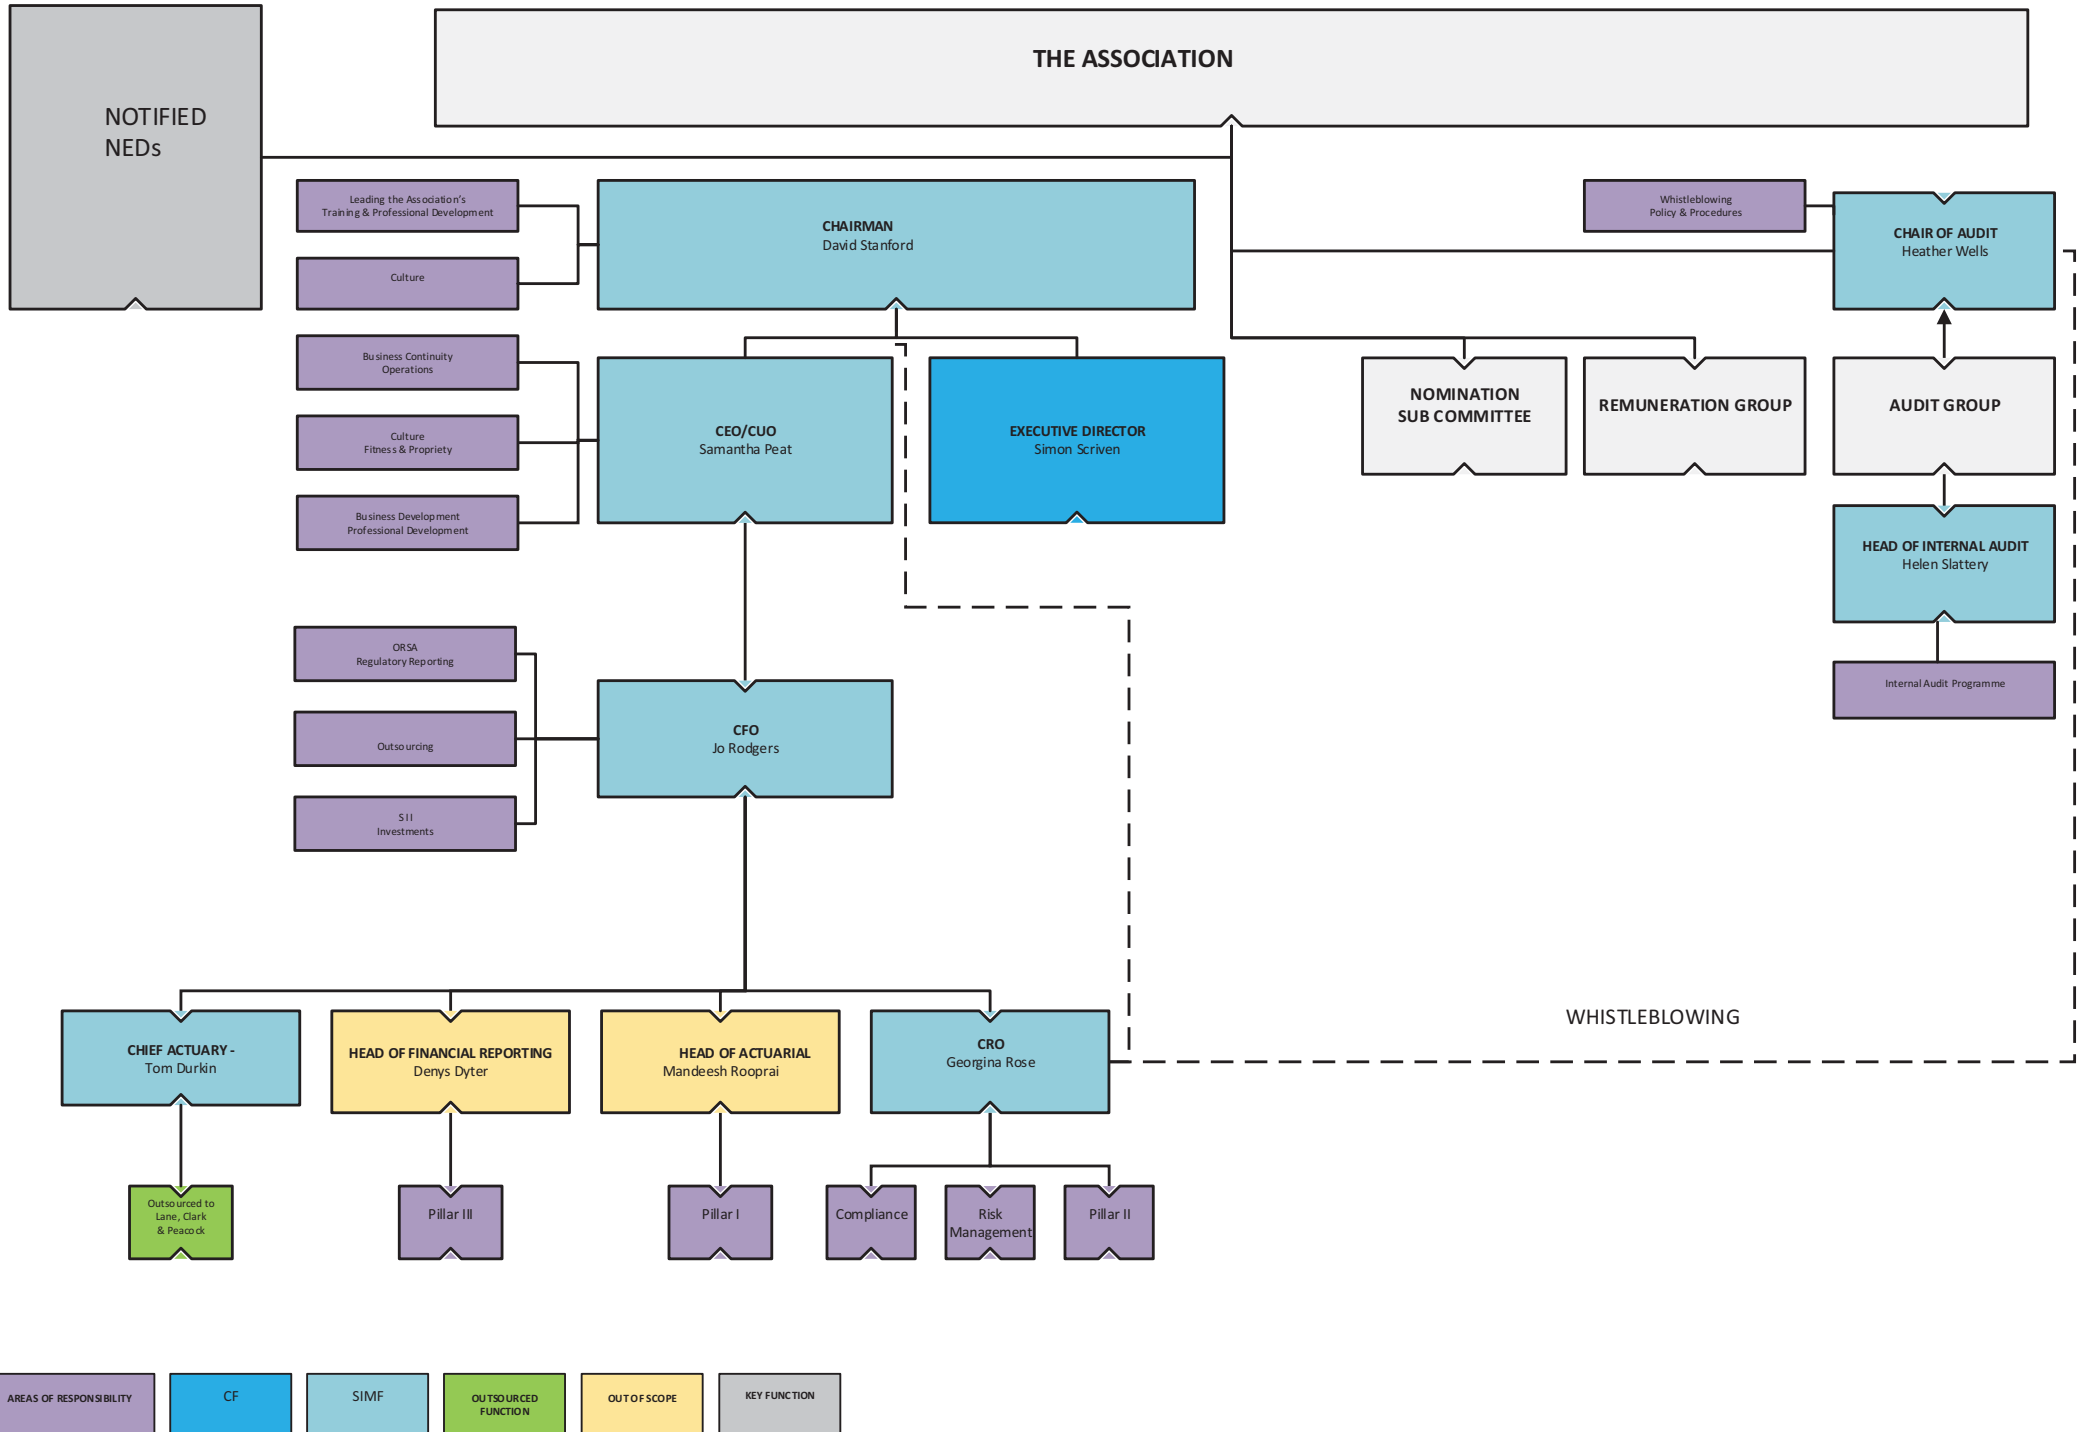 THE ASSOCIATION
NOTIFIED
NEDs
Leading the Association's
Training & Professional Development
Culture
CHAIRMAN
David Stanford
Whistleblowing
Policy & Procedures
CHAIR OF AUDIT
Heather Wells
Business Continuity
Operations
Culture
Fitness & Propriety
Business Development
Professional Development
CEO/CUO
Samantha Peat
EXECUTIVE DIRECTOR
Simon Scriven
NOMINATION
SUB COMMITTEE
REMUNERATION GROUP
AUDIT GROUP
HEAD OF INTERNAL AUDIT
Helen Slattery
Internal Audit Programme
ORSA
Regulatory Reporting
Outsourcing
S II
Investments
CFO
Jo Rodgers
WHISTLEBLOWING
CHIEF ACTUARY -
Tom Durkin
HEAD OF FINANCIAL REPORTING
Denys Dyter
HEAD OF ACTUARIAL
Mandeesh Rooprai
CRO
Georgina Rose
Outsourced to
Lane, Clark
& Peacock
Pillar III
Pillar I
Compliance
Risk
Management
Pillar II
AREAS OF RESPONSIBILITY
CF
SIMF
OUTSOURCED
FUNCTION
OUT OF SCOPE
KEY FUNCTION